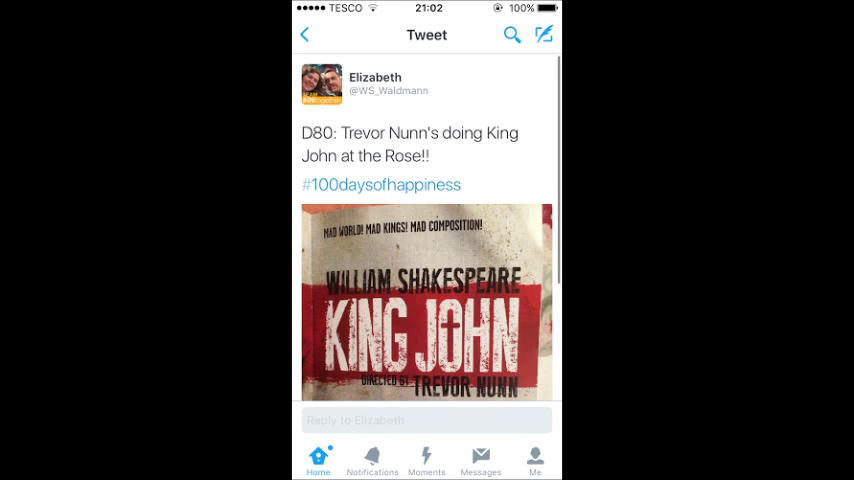 TESCO 21:02 100%
Tweet
Elizabeth
@WS_Waldmann
#INtogether
D80: Trevor Nunn's doing King
John at the Rose!!
#100daysofhappiness
MAD WORLD! MAD KINGS! MAD COMPOSITION!
WILLIAM SHAKESPEARE
KING JOHN
DIRECTED BY TREVOR NUNN
Reply to Elizabeth
Home Notifications Moments Messages Me